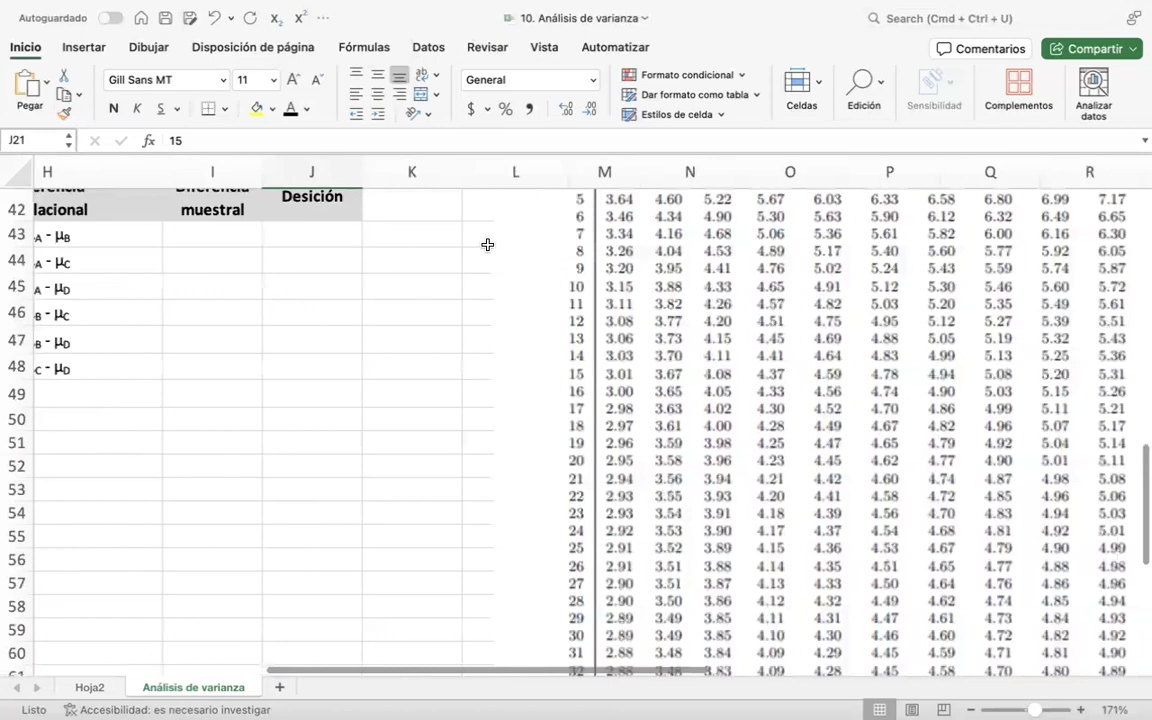 Autoguardado
10. Análisis de varianza
Search (Cmd + Ctrl + U)
Inicio Insertar Dibujar Disposición de página Fórmulas Datos Revisar Vista Automatizar
Comentarios Compartir
Pegar
Gill Sans MT 11
N K S
General
$ % 9
Formato condicional
Dar formato como tabla
Estilos de celda
Celdas Edición Sensibilidad Complementos Analizar datos
J21 fx 15
H I J K L M N O P Q R
muestral Desición
42 lacional
43 A - μB
44 A - μC
45 A - μD
46 B - μC
47 B - μD
48 C - μD
49
50
51
52
53
54
55
56
57
58
59
60
5 3.64 4.60 5.22 5.67 6.03 6.33 6.58 6.80 6.99 7.17
6 3.46 4.34 4.90 5.30 5.63 5.90 6.12 6.32 6.49 6.65
7 3.34 4.16 4.68 5.06 5.36 5.61 5.82 6.00 6.16 6.30
8 3.26 4.04 4.53 4.89 5.17 5.40 5.60 5.77 5.92 6.05
9 3.20 3.95 4.41 4.76 5.02 5.24 5.43 5.59 5.74 5.87
10 3.15 3.88 4.33 4.65 4.91 5.12 5.30 5.46 5.60 5.72
11 3.11 3.82 4.26 4.57 4.82 5.03 5.20 5.35 5.49 5.61
12 3.08 3.77 4.20 4.51 4.75 4.95 5.12 5.27 5.39 5.51
13 3.06 3.73 4.15 4.45 4.69 4.88 5.05 5.19 5.32 5.43
14 3.03 3.70 4.11 4.41 4.64 4.83 4.99 5.13 5.25 5.36
15 3.01 3.67 4.08 4.37 4.59 4.78 4.94 5.08 5.20 5.31
16 3.00 3.65 4.05 4.33 4.56 4.74 4.90 5.03 5.15 5.26
17 2.98 3.63 4.02 4.30 4.52 4.70 4.86 4.99 5.11 5.21
18 2.97 3.61 4.00 4.28 4.49 4.67 4.82 4.96 5.07 5.17
19 2.96 3.59 3.98 4.25 4.47 4.65 4.79 4.92 5.04 5.14
20 2.95 3.58 3.96 4.23 4.45 4.62 4.77 4.90 5.01 5.11
21 2.94 3.56 3.94 4.21 4.42 4.60 4.74 4.87 4.98 5.08
22 2.93 3.55 3.93 4.20 4.41 4.58 4.72 4.85 4.96 5.06
23 2.93 3.54 3.91 4.18 4.39 4.56 4.70 4.83 4.94 5.03
24 2.92 3.53 3.90 4.17 4.37 4.54 4.68 4.81 4.92 5.01
25 2.91 3.52 3.89 4.15 4.36 4.53 4.67 4.79 4.90 4.99
26 2.91 3.51 3.88 4.14 4.35 4.51 4.65 4.77 4.88 4.98
27 2.90 3.51 3.87 4.13 4.33 4.50 4.64 4.76 4.86 4.96
28 2.90 3.50 3.86 4.12 4.32 4.49 4.62 4.74 4.85 4.94
29 2.89 3.49 3.85 4.11 4.31 4.47 4.61 4.73 4.84 4.93
30 2.89 3.49 3.85 4.10 4.30 4.46 4.60 4.72 4.82 4.92
31 2.88 3.48 3.84 4.09 4.29 4.45 4.59 4.71 4.81 4.90
32 2.88 3.48 3.83 4.09 4.28 4.45 4.58 4.70 4.80 4.89
Hoja2 Análisis de varianza
Listo Accesibilidad: es necesario investigar 171%